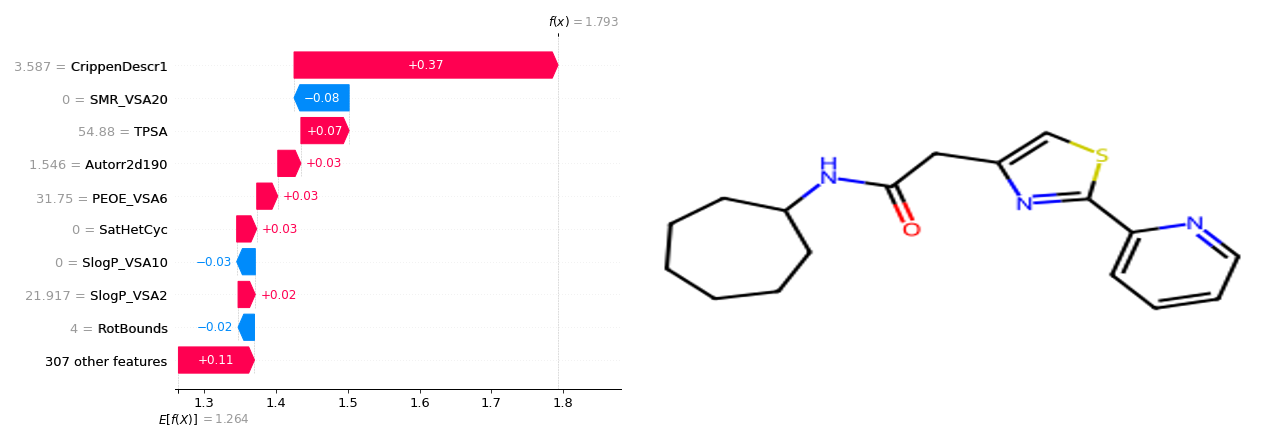 f(x) = 1.793
3.587 = CrippenDescr1
+0.37
0 = SMR_VSA20
−0.08
54.88 = TPSA
+0.07
1.546 = Autorr2d190
+0.03
31.75 = PEOE_VSA6
+0.03
0 = SatHetCyc
+0.03
0 = SlogP_VSA10
−0.03
21.917 = SlogP_VSA2
+0.02
4 = RotBounds
−0.02
307 other features
+0.11
1.3 1.4 1.5 1.6 1.7 1.8
E[f(X)] = 1.264
H
N
O
N
S
N